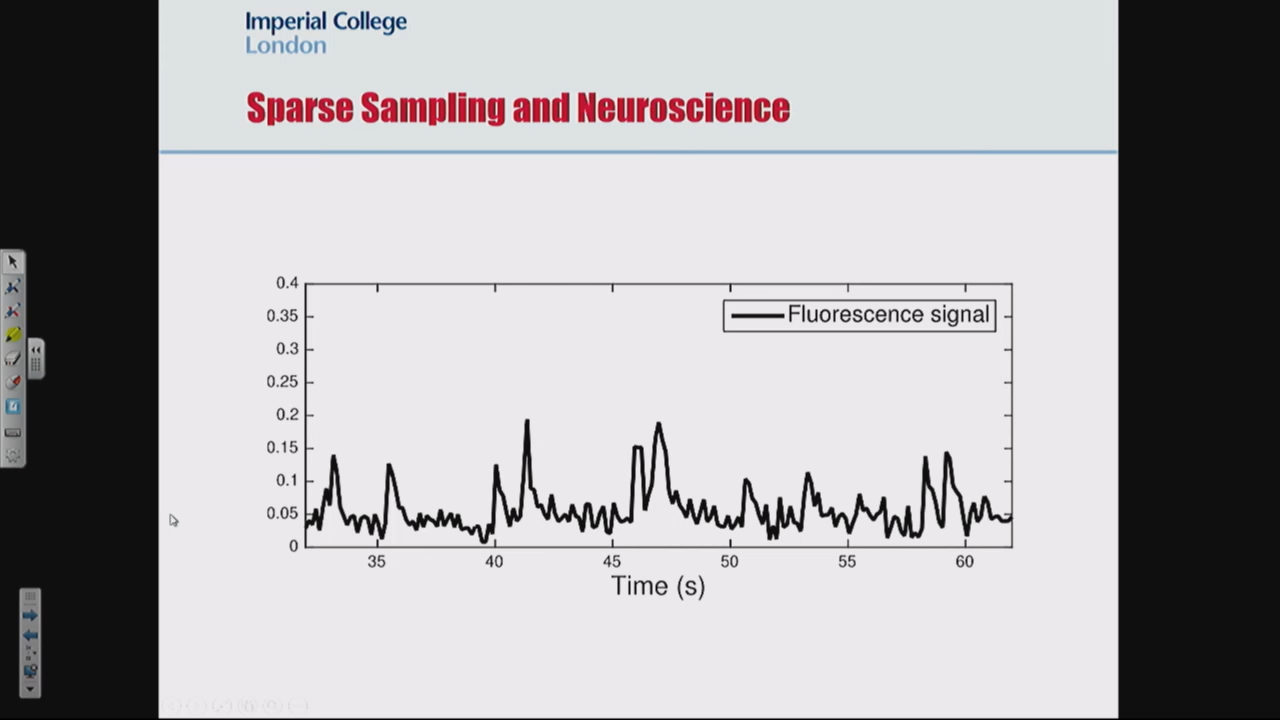 Imperial College
London
Sparse Sampling and Neuroscience
0.4
0.35
0.3
0.25
0.2
0.15
0.1
0.05
0
Fluorescence signal
35 40 45 50 55 60
Time (s)